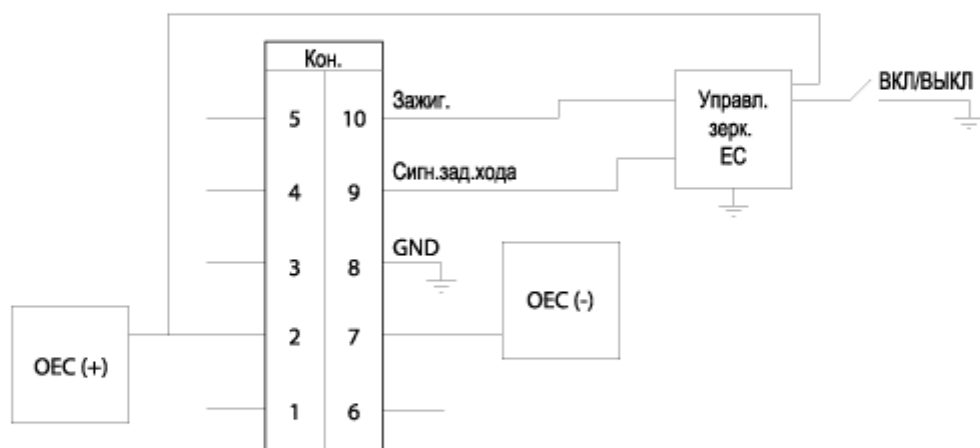 Кон.
5 10 Зажиг.
4 9 Сигн.зад.хода
3 8 GND
2 7
1 6
Управл.
зерк.
EC
ВКЛ/ВЫКЛ
OEC (-)
OEC (+)